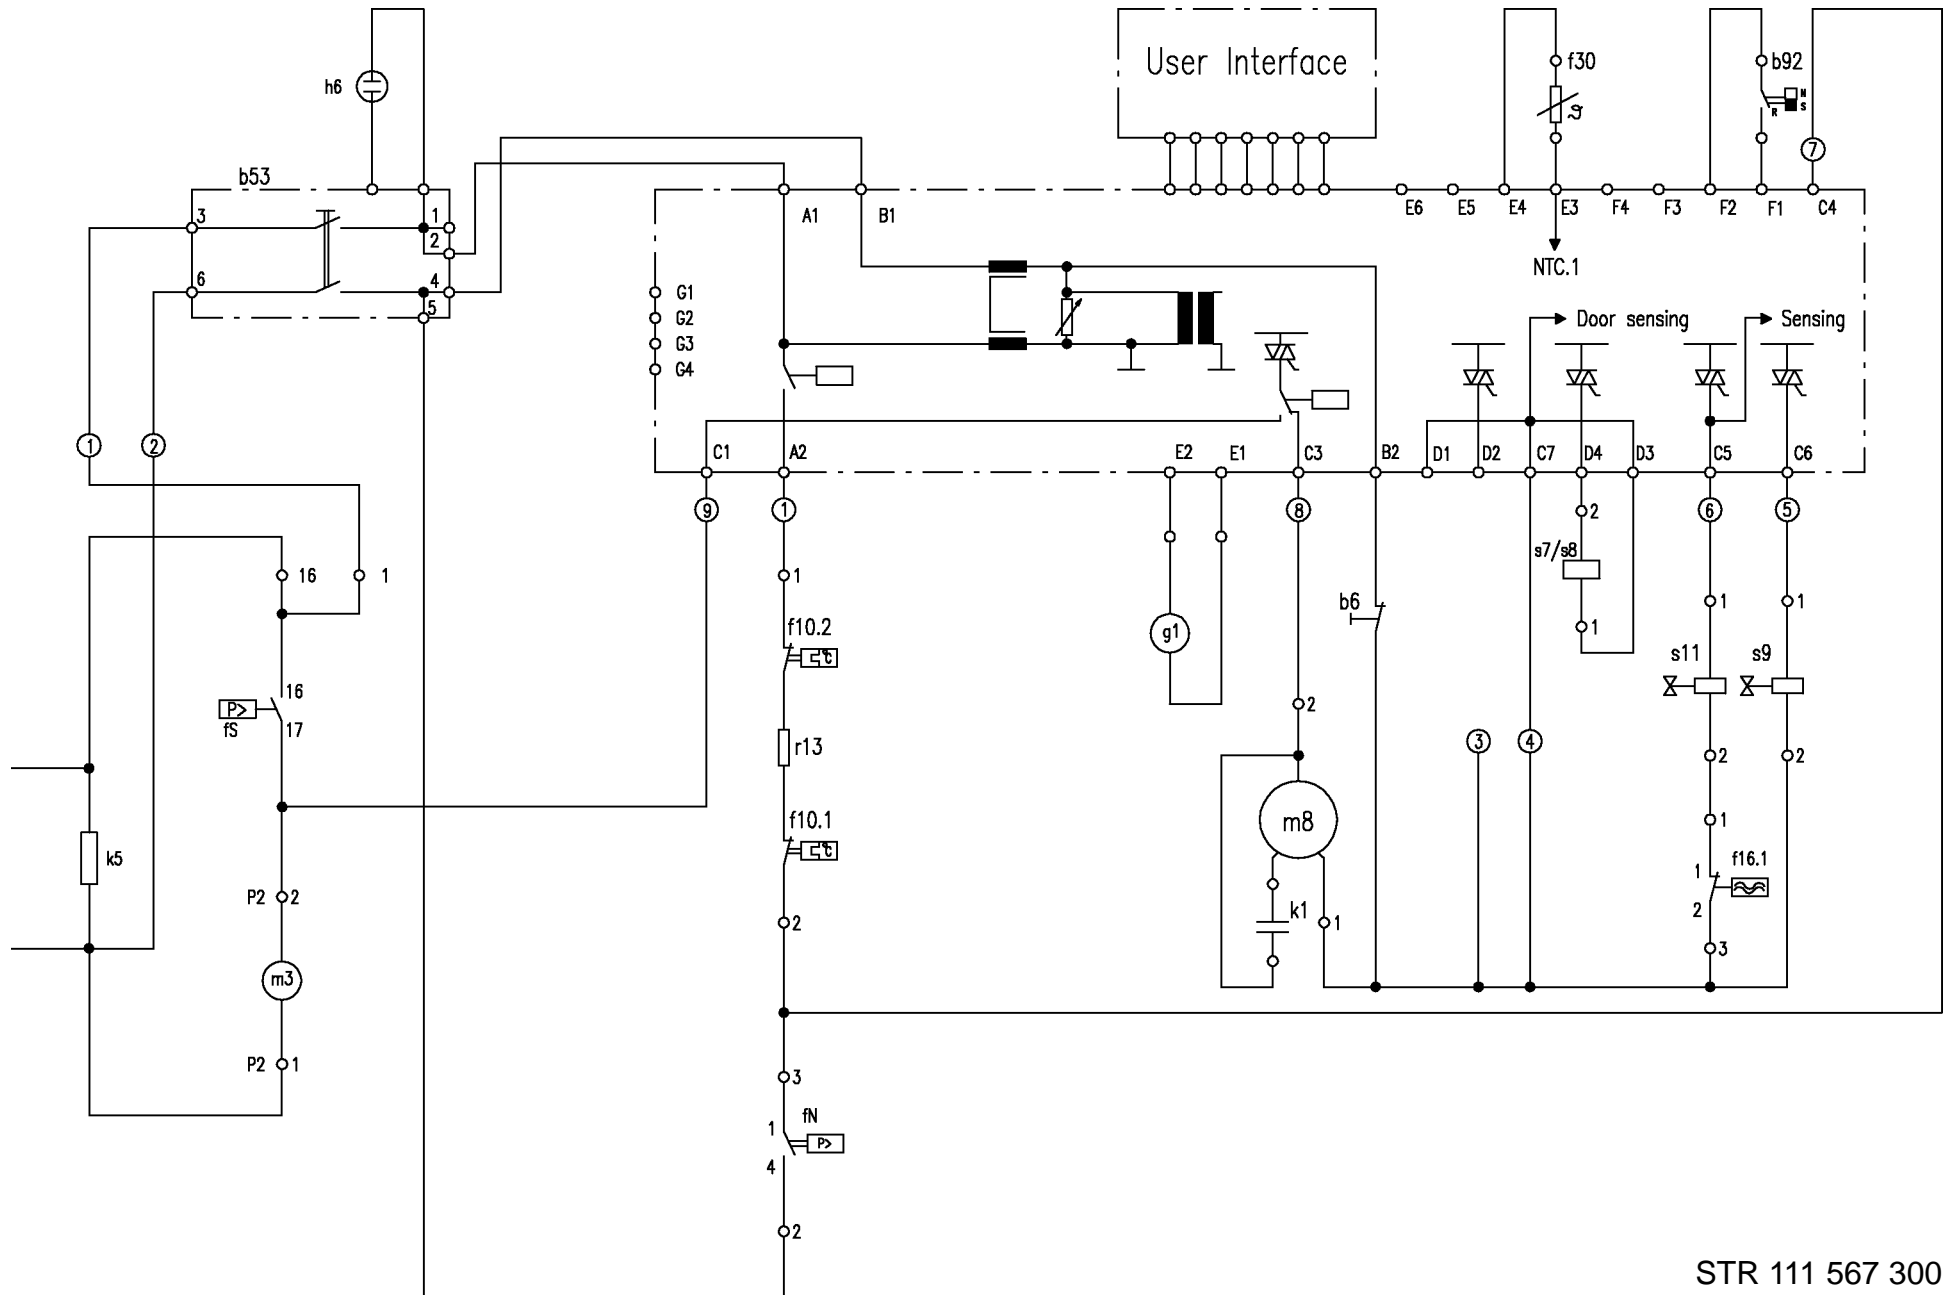 User Interface
f30
b92
N
S
R
h6
7
b53
3
1
2
6
4
5
A1
B1
E6
E5
E4
E3
F4
F3
F2
F1
C4
NTC.1
G1
G2
G3
G4
Door sensing
Sensing
1
2
C1
A2
E2
E1
C3
B2
D1
D2
C7
D4
D3
C5
C6
9
1
8
6
5
2
s7/s8
16
1
1
1
1
b6
f10.2
°C
g1
1
s11
s9
16
P>
fS
17
2
r13
3
4
2
2
f10.1
°C
m8
1
k5
1
f16.1
P2
2
k1
2
2
1
3
m3
P2
1
3
fN
1
P>
4
2
STR 111 567 300